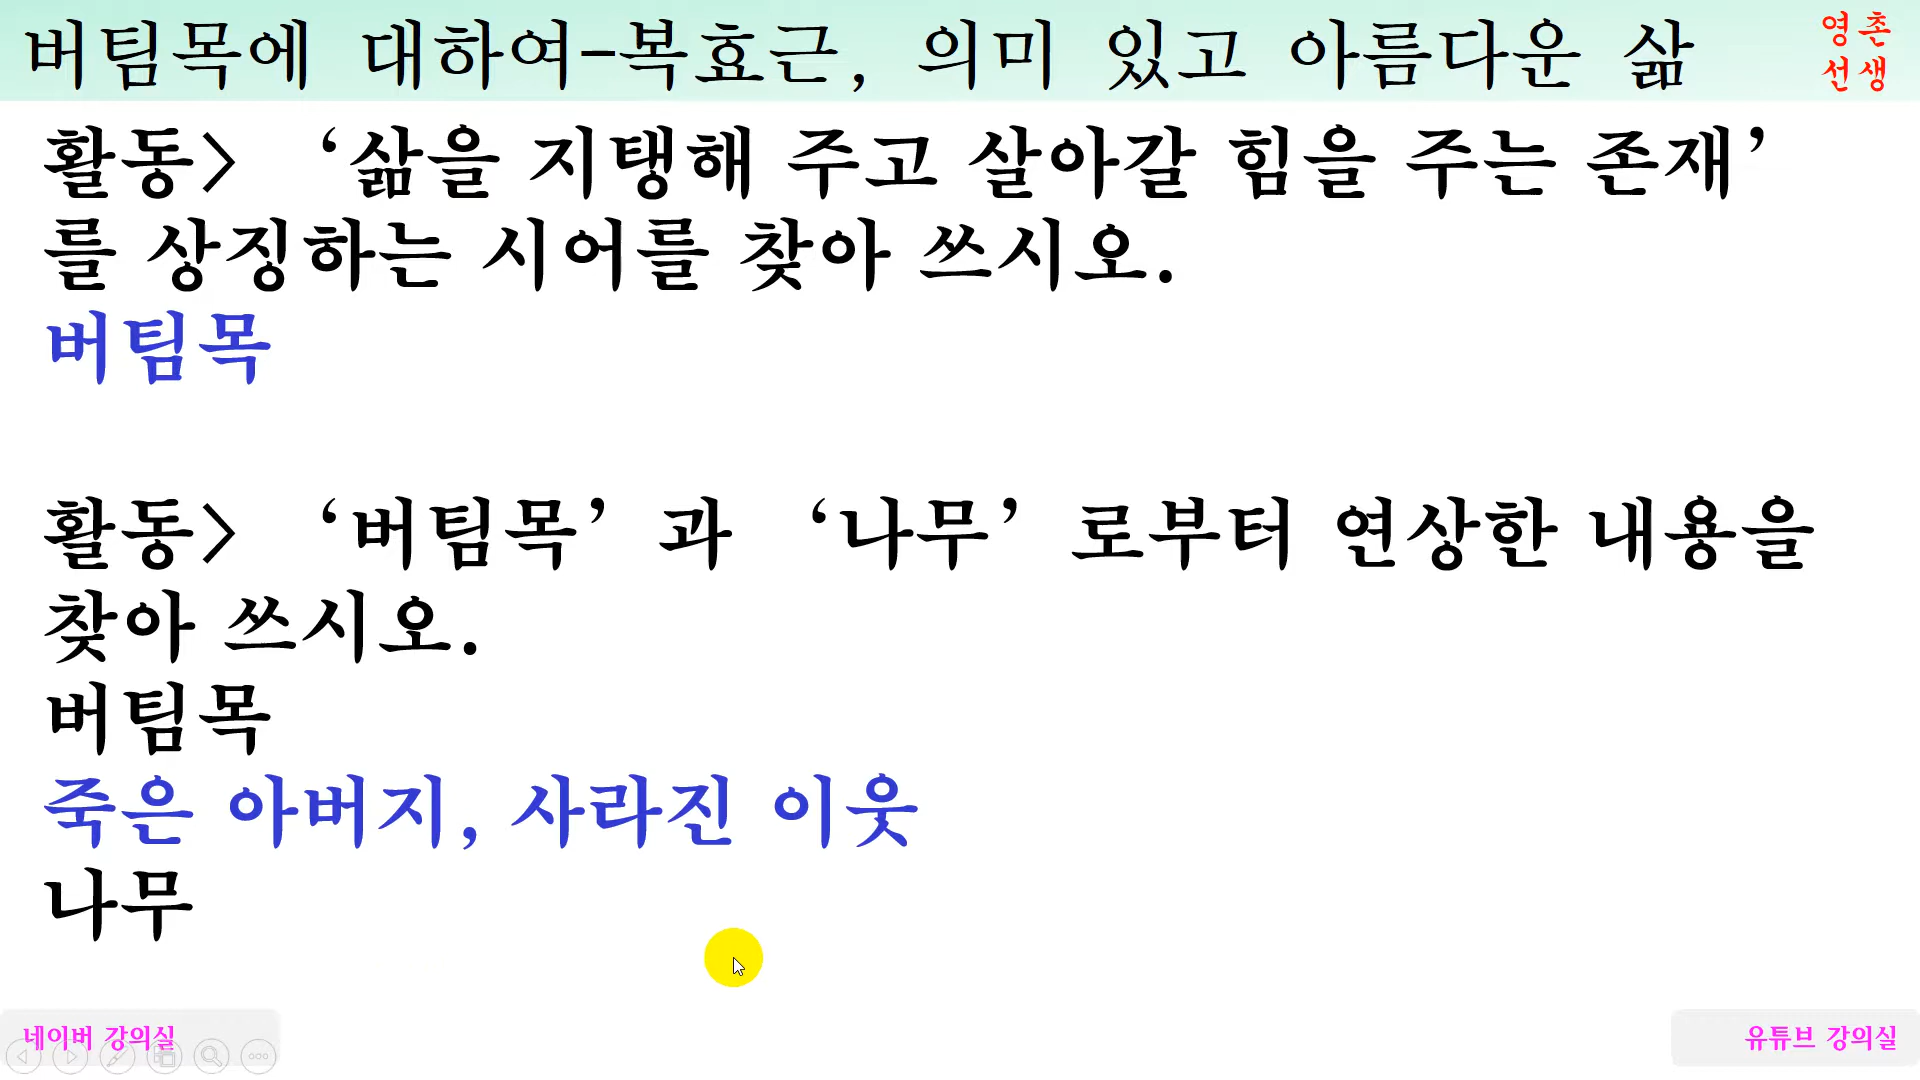 버팀목에 대하여-복효근, 의미 있고 아름다운 삶
영촌
선생
활동> ‘삶을 지탱해 주고 살아갈 힘을 주는 존재’
를 상징하는 시어를 찾아 쓰시오.
버팀목
활동> ‘버팀목’과 ‘나무’로부터 연상한 내용을
찾아 쓰시오.
버팀목
죽은 아버지, 사라진 이웃
나무
네이버 강의실
유튜브 강의실